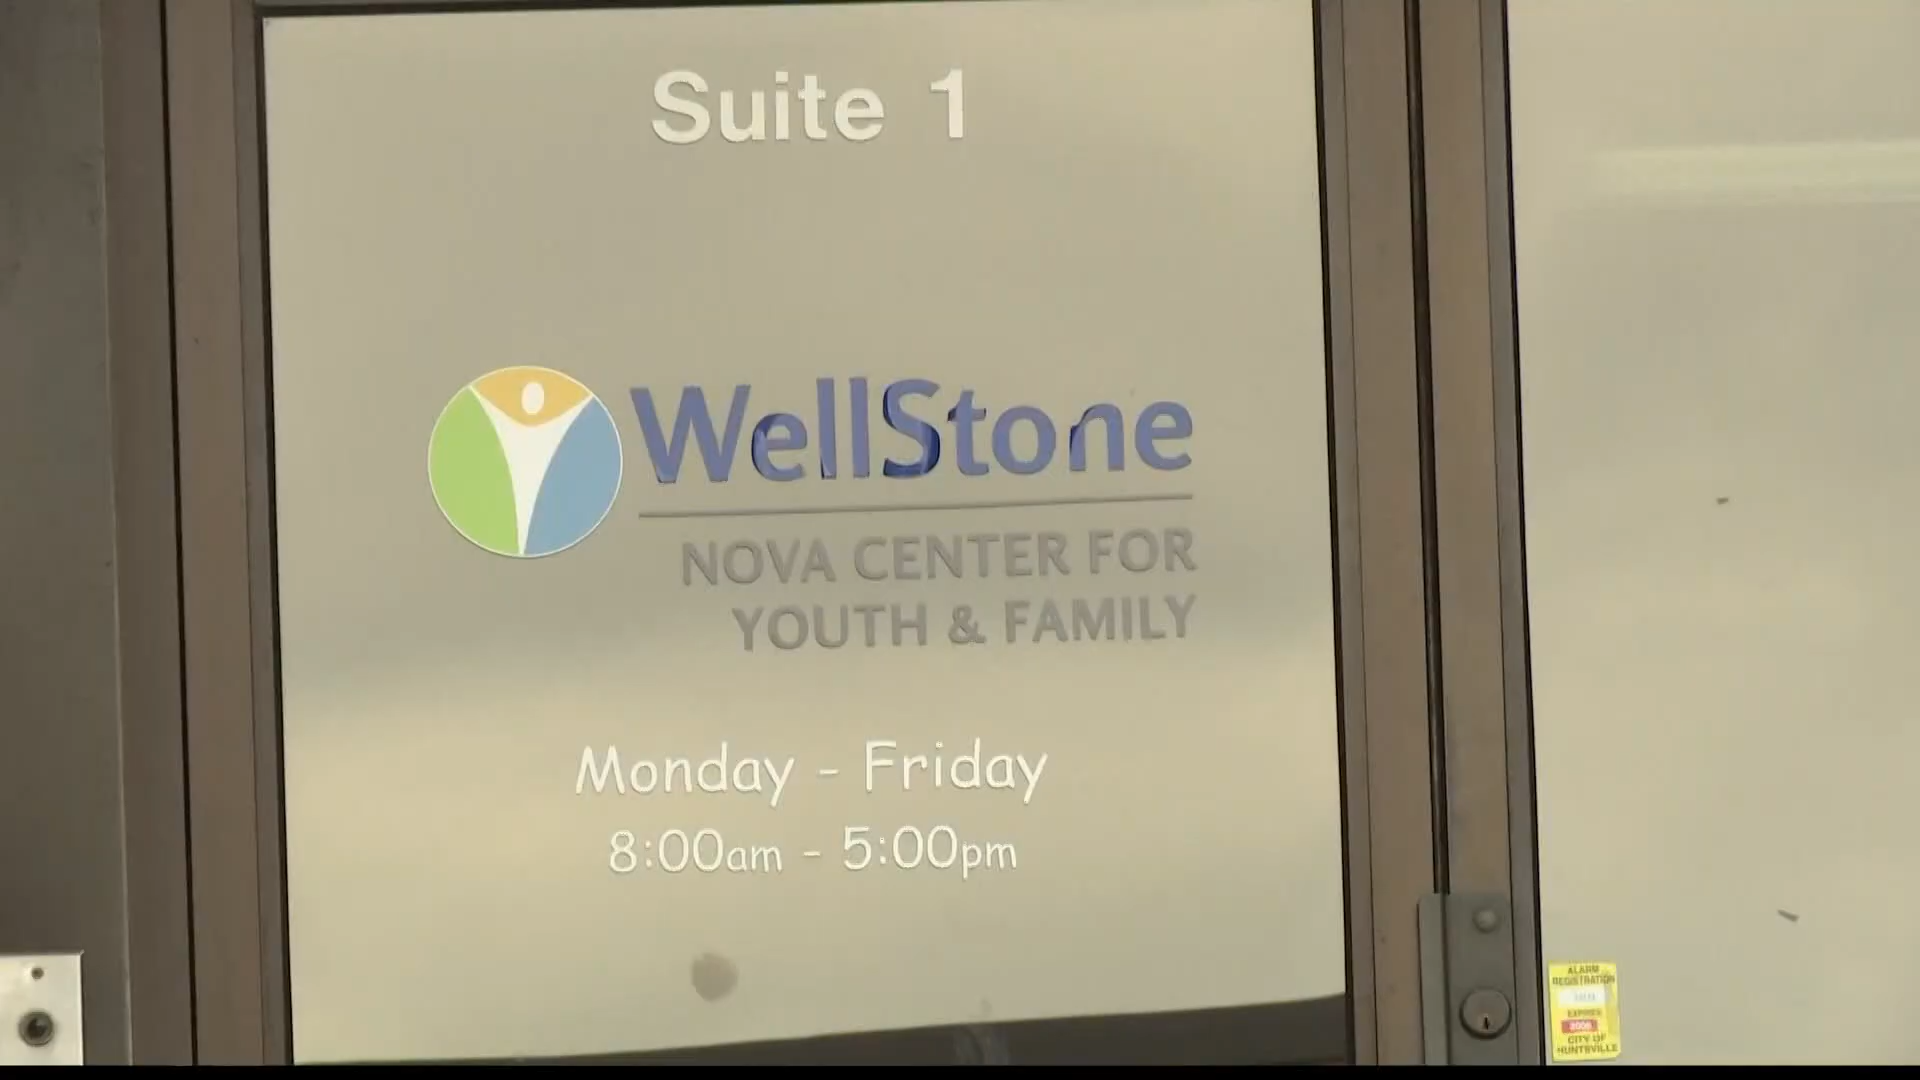 Suite 1
WellStone
NOVA CENTER FOR
YOUTH & FAMILY
Monday - Friday
8:00am - 5:00pm
ALARM
REGISTRATION
EXPIRES
2006
CITY OF
HUNTSVILLE